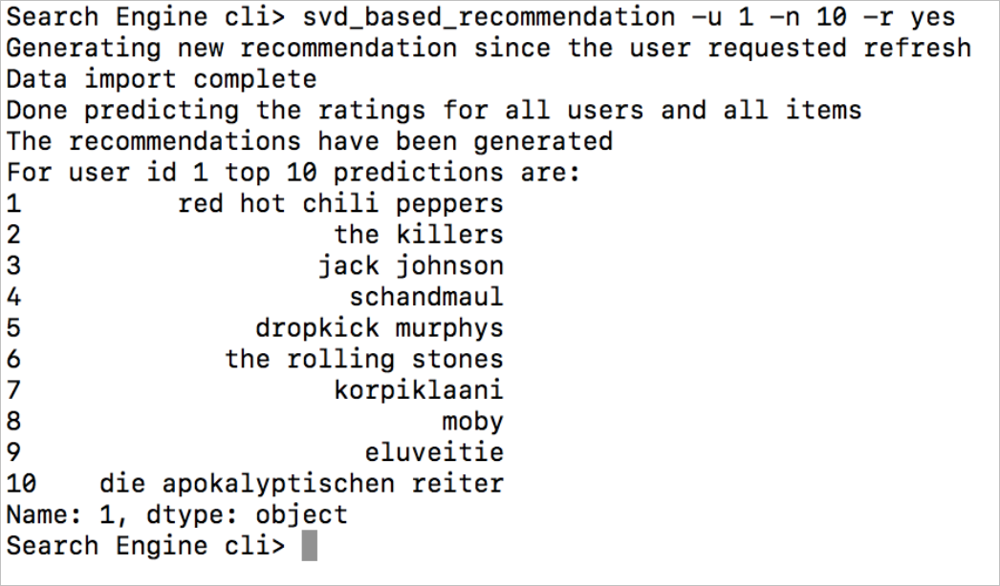 Search Engine cli> svd_based_recommendation –u 1 –n 10 –r yes
Generating new recommendation since the user requested refresh
Data import complete
Done predicting the ratings for all users and all items
The recommendations have been generated
For user id 1 top 10 predictions are:
1          red hot chili peppers
2                    the killers
3                   jack johnson
4                     schandmaul
5               dropkick murphys
6             the rolling stones
7                    korpiklaani
8                           moby
9                      eluveitie
10    die apokalyptischen reiter
Name: 1, dtype: object
Search Engine cli>